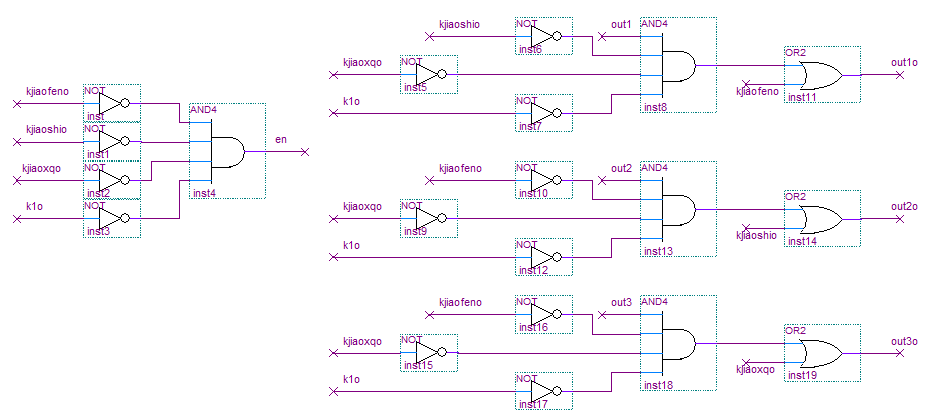 kjiaofeno
NOT
inst
kjiaoshio
NOT
inst1
kjiaoxqo
NOT
inst2
k1o
NOT
inst3
AND4
inst4
en
kjiaoshio
NOT
inst6
out1
AND4
kjiaoxqo
NOT
inst5
k1o
NOT
inst7
inst8
OR2
kjiaofeno
inst11
out1o
kjiaofeno
NOT
inst10
out2
AND4
kjiaoxqo
NOT
inst9
k1o
NOT
inst12
inst13
OR2
kjiaoshio
inst14
out2o
kjiaofeno
NOT
inst16
out3
AND4
kjiaoxqo
NOT
inst15
k1o
NOT
inst17
inst18
OR2
kjiaoxqo
inst19
out3o